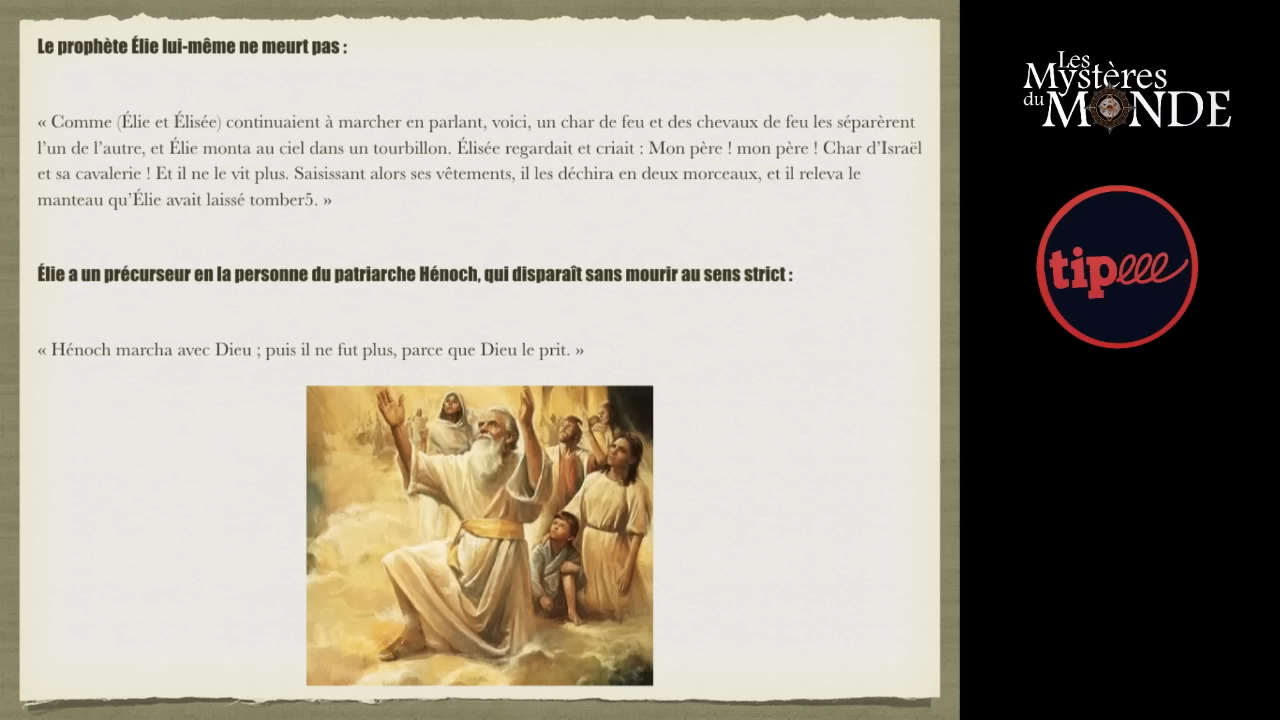 Le prophète Élie lui-même ne meurt pas :
« Comme (Élie et Élisée) continuaient à marcher en parlant, voici, un char de feu et des chevaux de feu les séparèrent
l’un de l’autre, et Élie monta au ciel dans un tourbillon. Élisée regardait et criait : Mon père ! mon père ! Char d’Israël
et sa cavalerie ! Et il ne le vit plus. Saisissant alors ses vêtements, il les déchira en deux morceaux, et il releva le
manteau qu’Élie avait laissé tomber5. »
Élie a un précurseur en la personne du patriarche Hénoch, qui disparaît sans mourir au sens strict :
« Hénoch marcha avec Dieu ; puis il ne fut plus, parce que Dieu le prit. »
Les
Mystères
du MONDE
tipeee